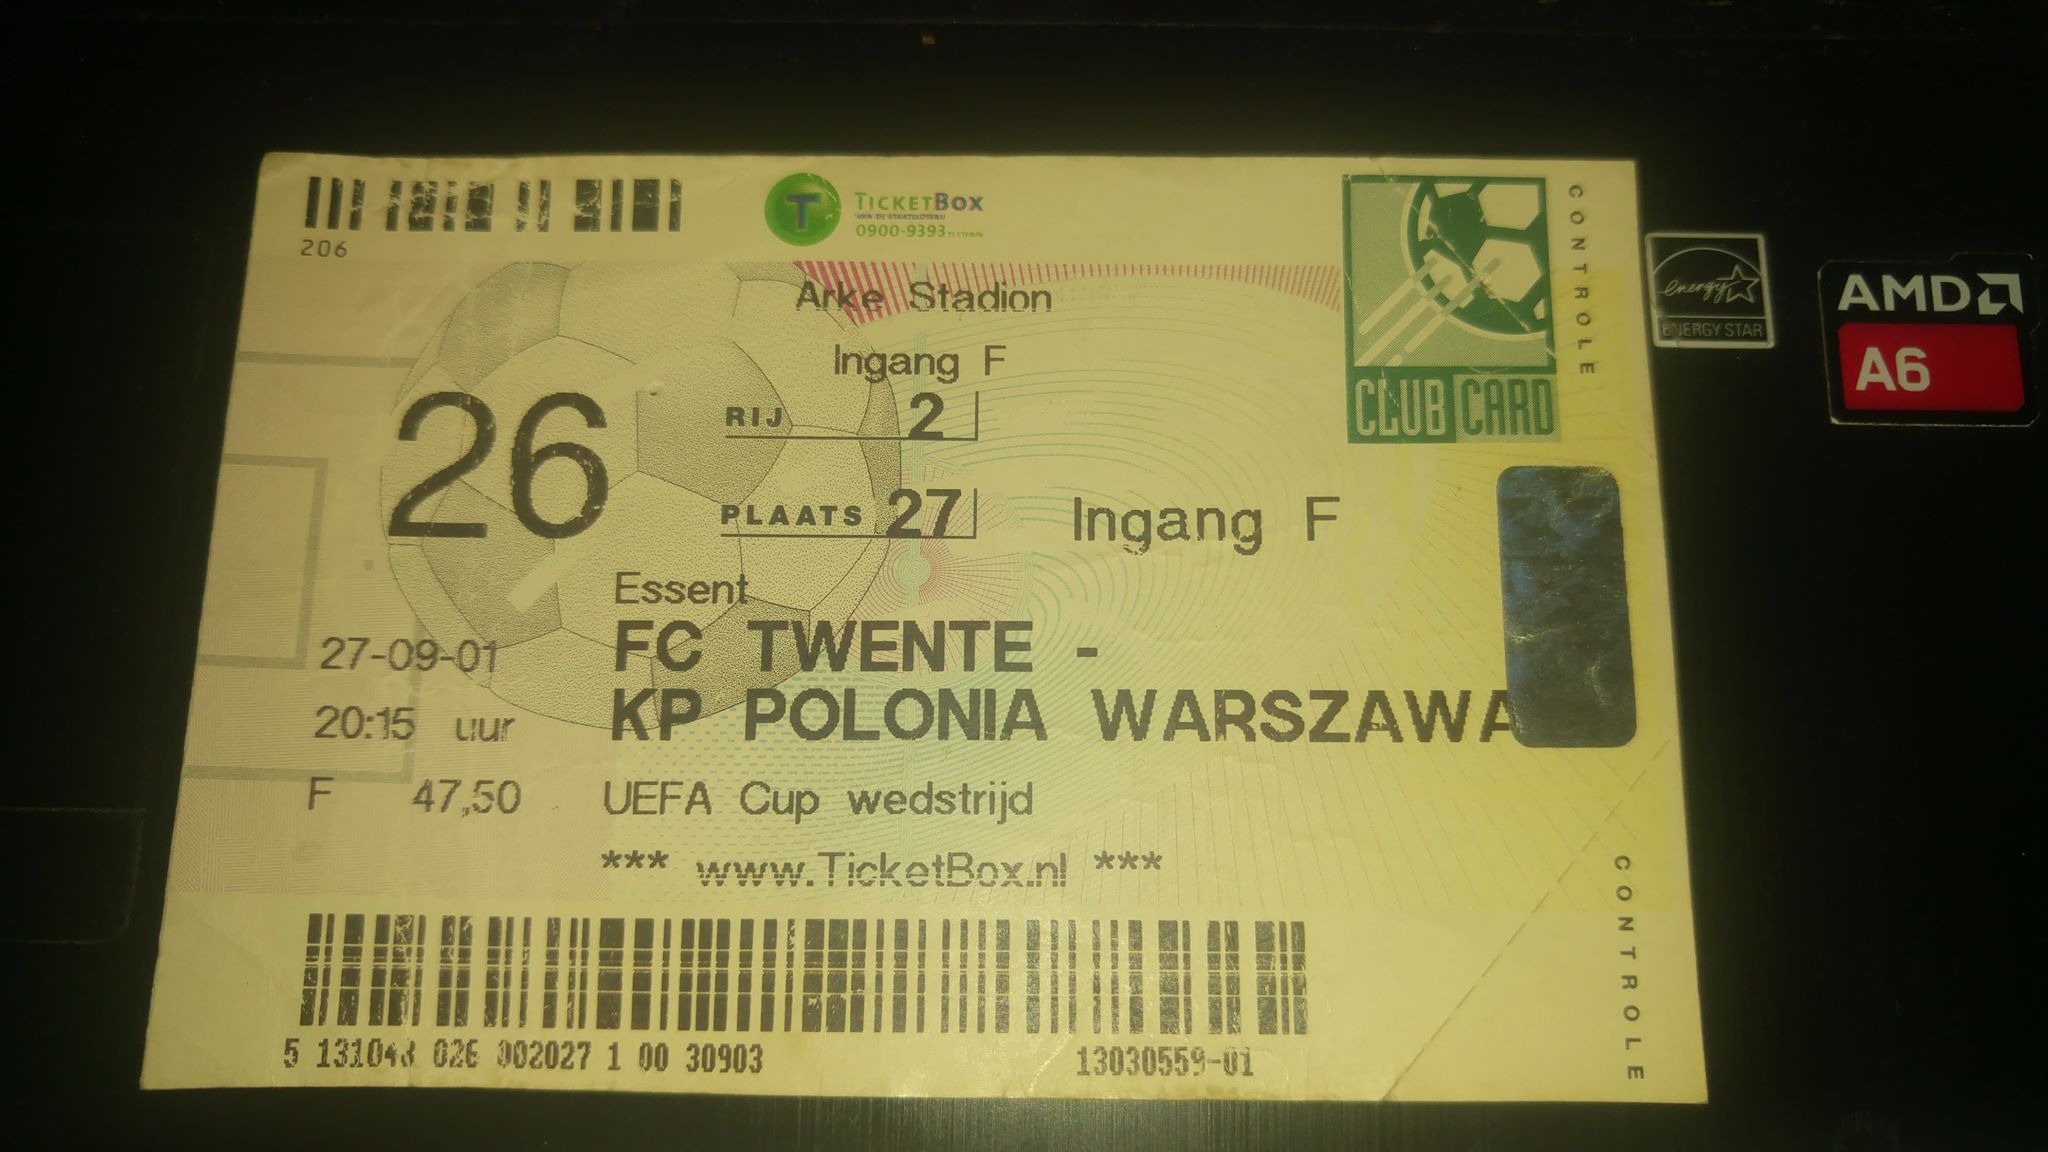 206
TICKETBOX
0900-9393
Arke Stadion
Ingang F
26
RIJ 2
PLAATS 27
Ingang F
Essent
27-09-01
FC TWENTE -
20:15 uur
KP POLONIA WARSZAWA
F 47,50
UEFA Cup wedstrijd
*** www.TicketBox.nl ***
5 026 002027 1 00 30903
13030559-01
CLUB CARD
CONTROLE
CONTROLE
energy
ENERGY STAR
AMD
A6